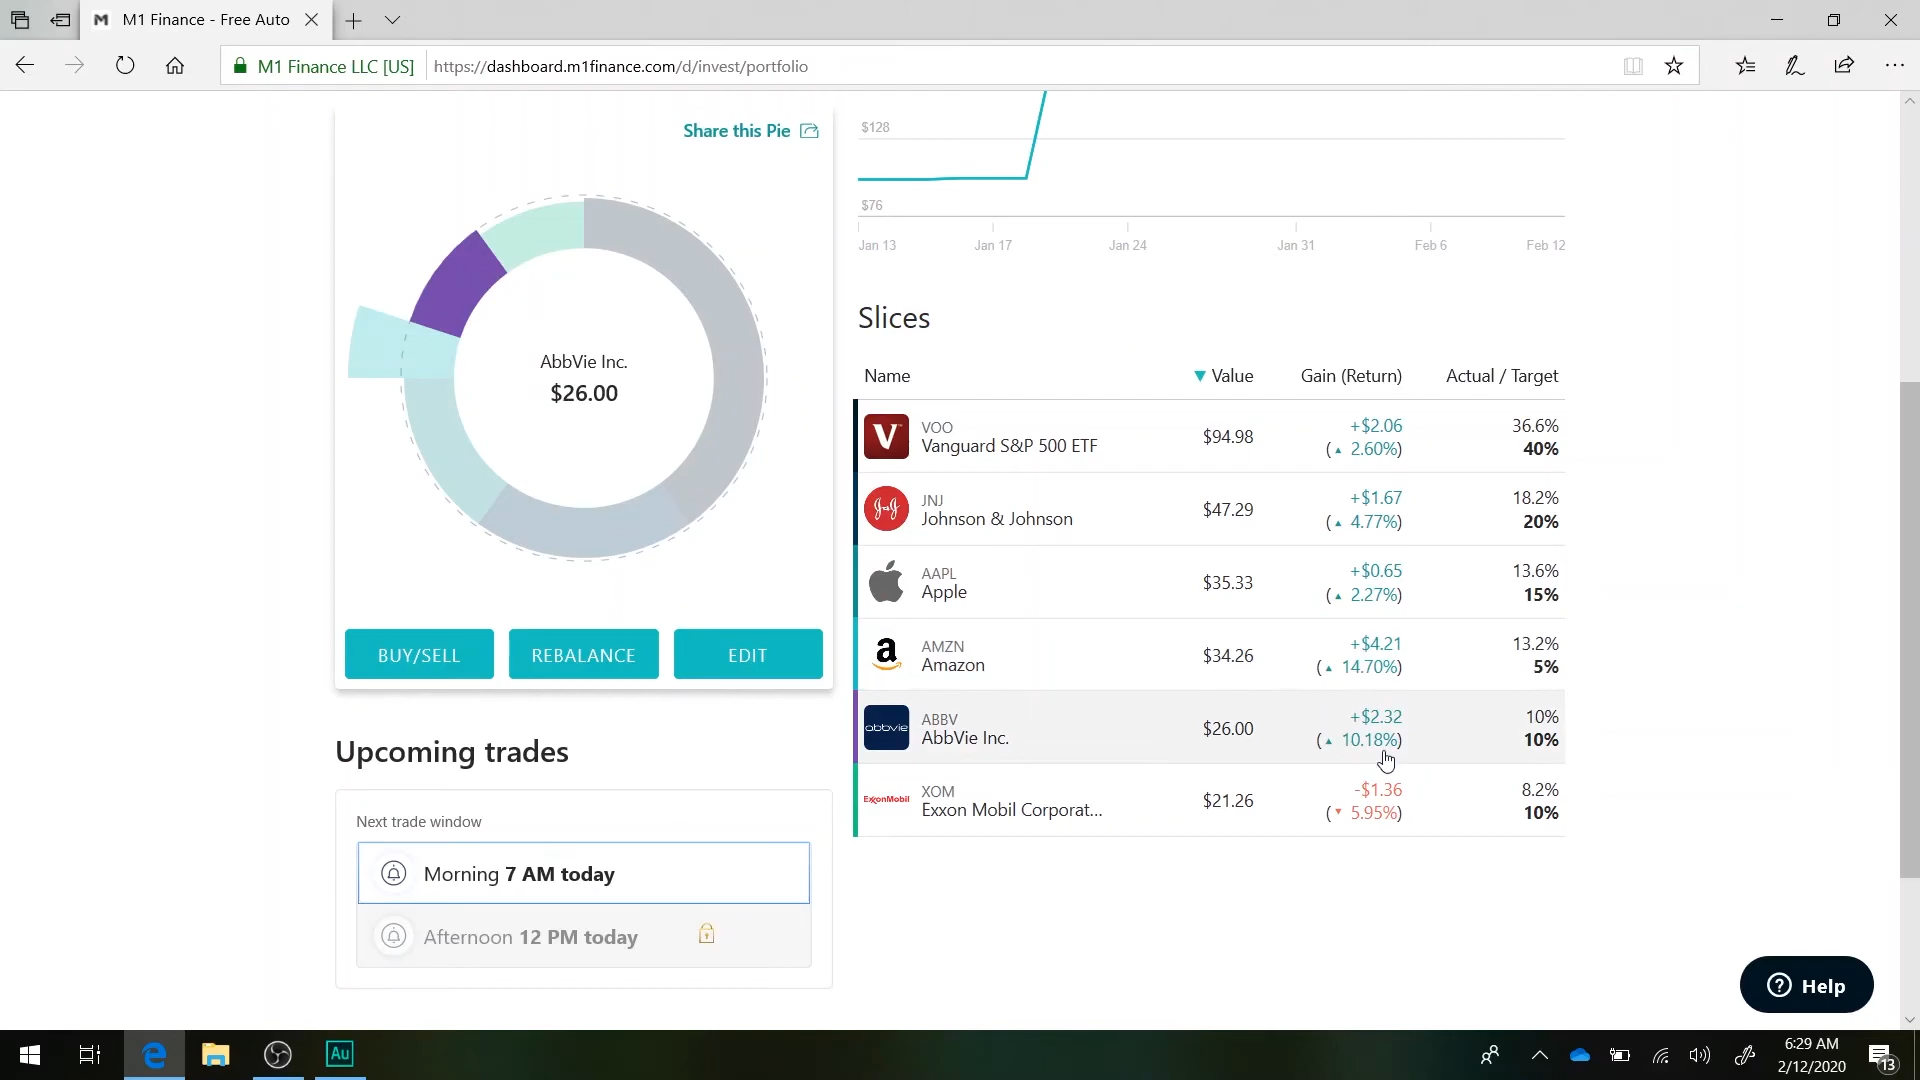 M1 Finance - Free Auto
M1 Finance LLC [US]
https://dashboard.m1finance.com/d/invest/portfolio
Share this Pie
AbbVie Inc.
$26.00
BUY/SELL
REBALANCE
EDIT
Upcoming trades
Next trade window
Morning 7 AM today
Afternoon 12 PM today
$128
$76
Jan 13 Jan 17 Jan 24 Jan 31 Feb 6 Feb 12
Slices
Name Value Gain (Return) Actual / Target
VOO +$2.06 36.6%
Vanguard S&P 500 ETF $94.98 (▲ 2.60%) 40%
JNJ +$1.67 18.2%
Johnson & Johnson $47.29 (▲ 4.77%) 20%
AAPL +$0.65 13.6%
Apple $35.33 (▲ 2.27%) 15%
AMZN +$4.21 13.2%
Amazon $34.26 (▲ 14.70%) 5%
abbvie
ABBV +$2.32 10%
AbbVie Inc. $26.00 (▲ 10.18%) 10%
ExxonMobil
XOM -$1.36 8.2%
Exxon Mobil Corporat... $21.26 (▼ 5.95%) 10%
Help
Au
6:29 AM
2/12/2020
13